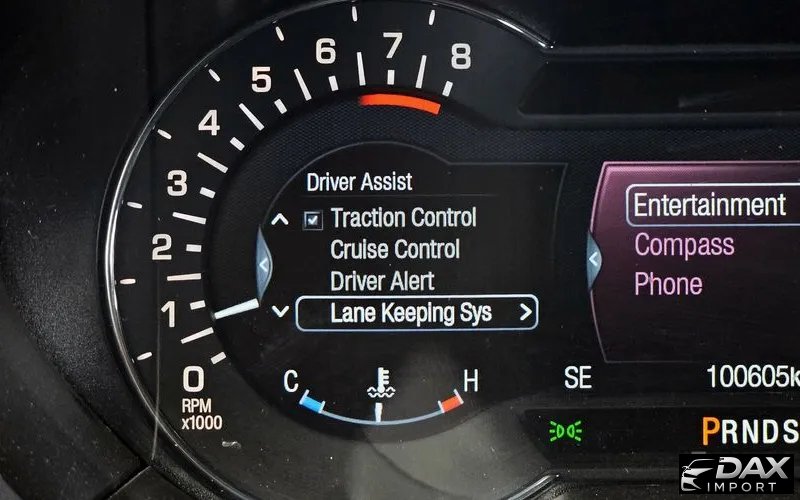 8
7
6
5
4
3
2
1
0
RPM
x1000
Driver Assist
Traction Control
Cruise Control
Driver Alert
Lane Keeping Sys
C
H
Entertainment
Compass
Phone
SE
100605k
PRNDS
DAX
IMPORT